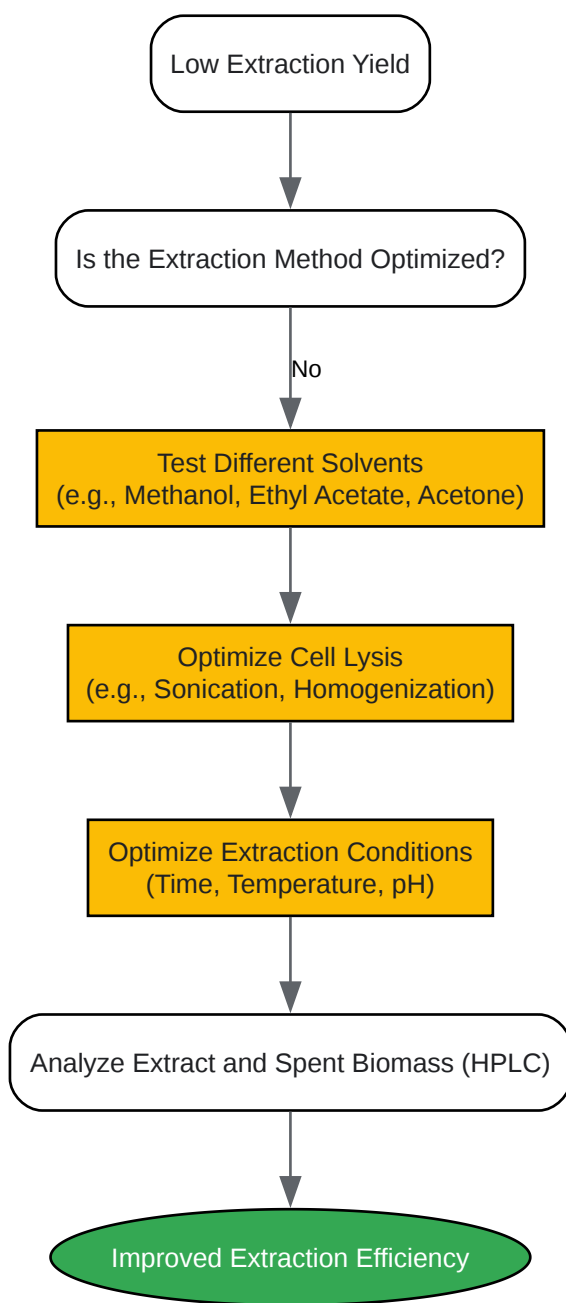 Low Extraction Yield
Is the Extraction Method Optimized?
No
Test Different Solvents
(e.g., Methanol, Ethyl Acetate, Acetone)
Optimize Cell Lysis
(e.g., Sonication, Homogenization)
Optimize Extraction Conditions
(Time, Temperature, pH)
Analyze Extract and Spent Biomass (HPLC)
Improved Extraction Efficiency